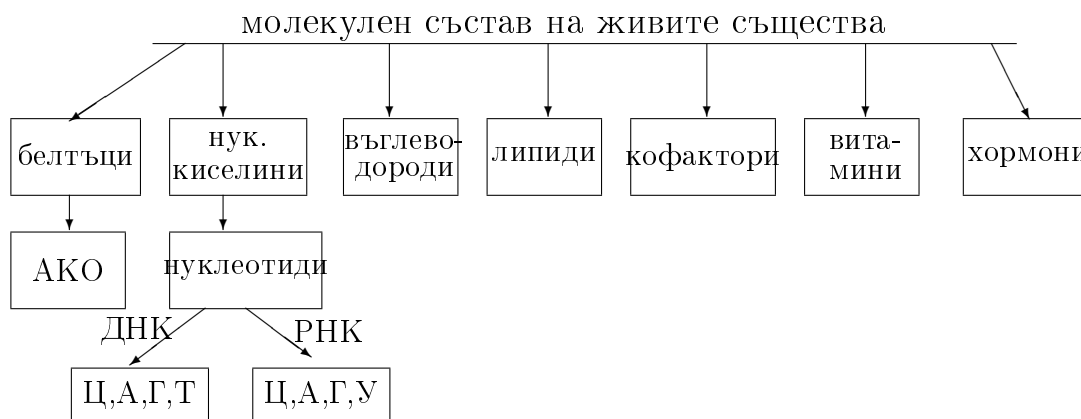 молекулен състав на живите същества
белтъци
нук.
киселини
въглево-
дороди
липиди
кофактори
вита-
мини
хормони
АКО
нуклеотиди
ДНК
РНК
Ц,А,Г,Т
Ц,А,Г,У